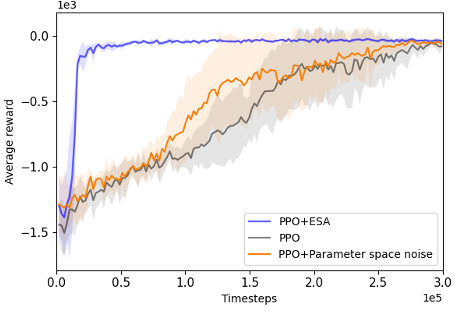 1e3
0.0
−0.5
−1.0
−1.5
Average reward
PPO+ESA
PPO
PPO+Parameter space noise
0.0 0.5 1.0 1.5 2.0 2.5 3.0
Timesteps
1e5